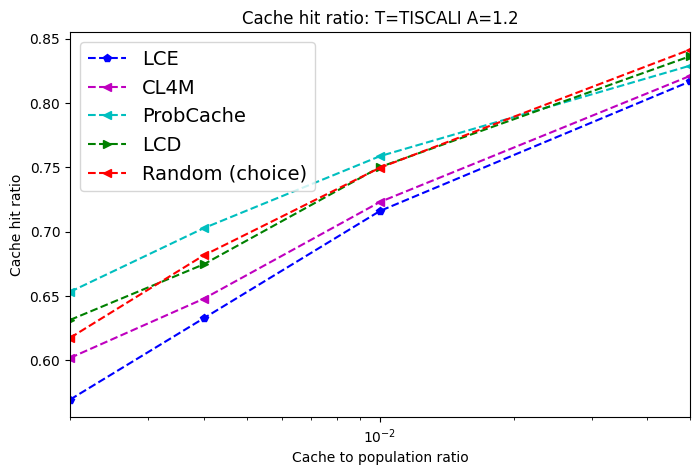 Cache hit ratio: T=TISCALI A=1.2
0.85
0.80
0.75
0.70
0.65
0.60
Cache hit ratio
LCE
CL4M
ProbCache
LCD
Random (choice)
10⁻²
Cache to population ratio